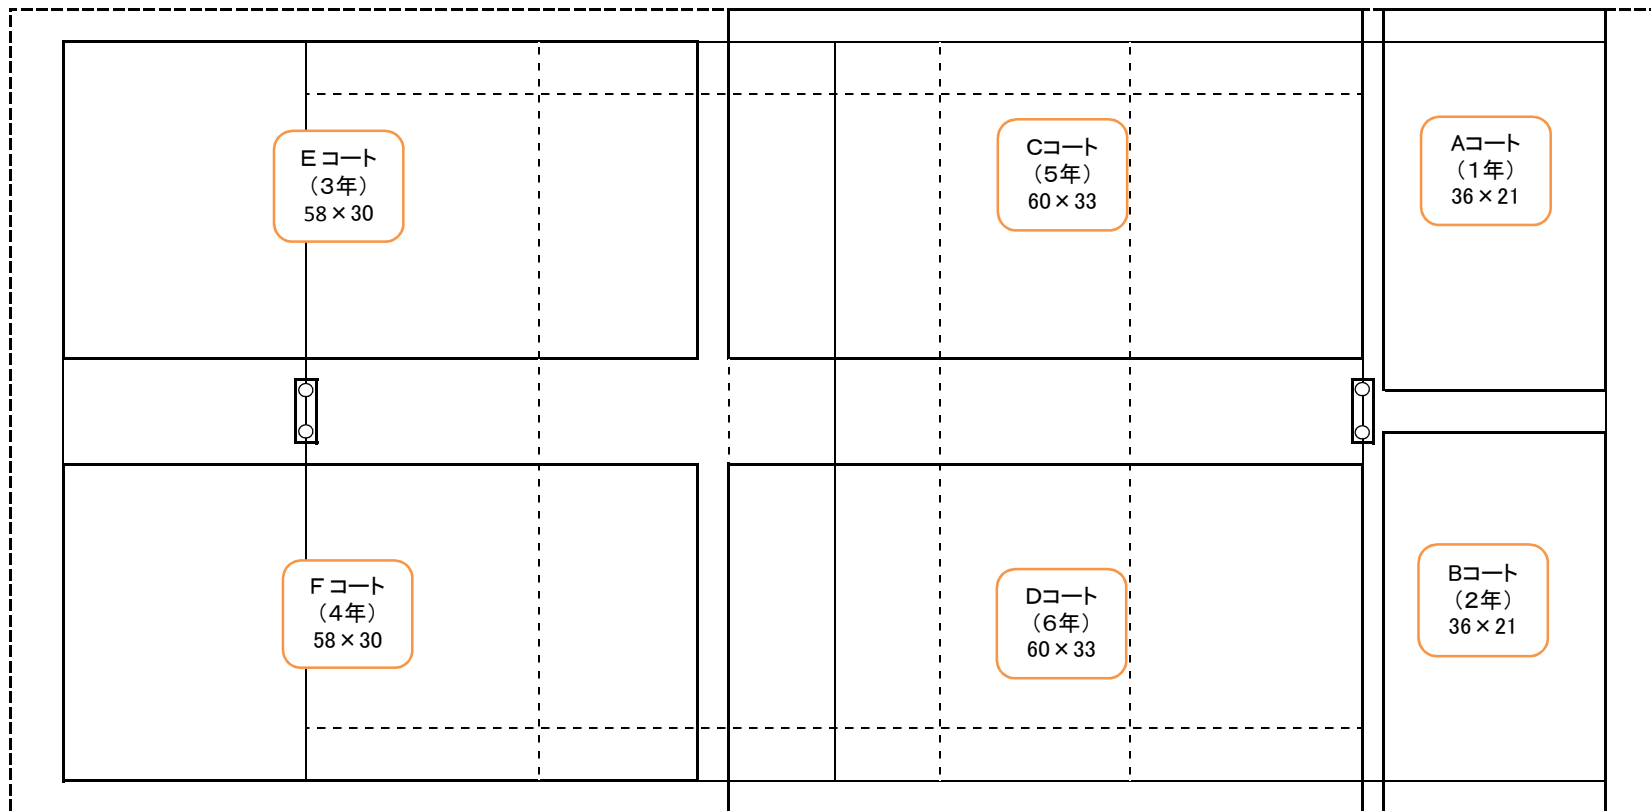 E コート
（3年）
58×30
Cコート
（5年）
60×33
Aコート
（1年）
36×21
F コート
（4年）
58×30
Dコート
（6年）
60×33
Bコート
（2年）
36×21